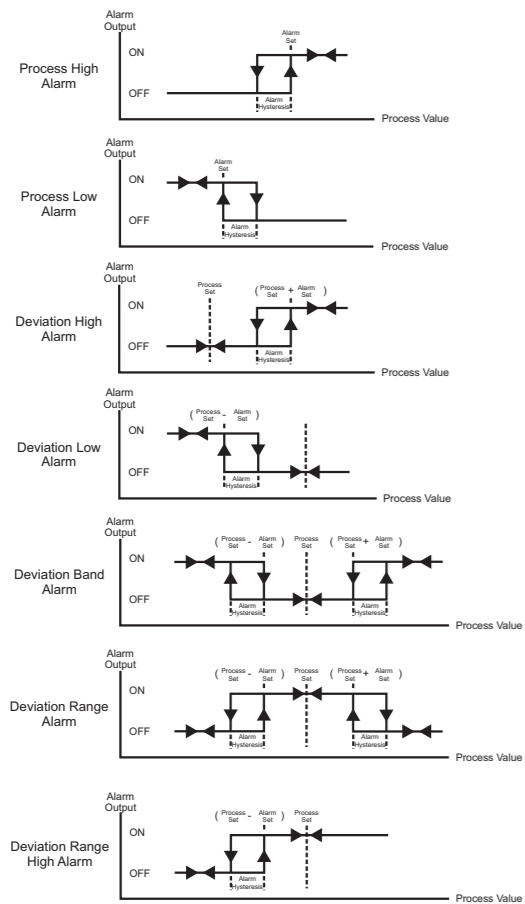 Alarm
Output
Process High
Alarm
ON
OFF
Alarm
Set
Alarm
Hysteresis
Process Value
Alarm
Output
Process Low
Alarm
ON
OFF
Alarm
Set
Alarm
Hysteresis
Process Value
Alarm
Output
Deviation High
Alarm
ON
OFF
Process
Set
( Process Set + Alarm Set )
Alarm
Hysteresis
Process Value
Alarm
Output
Deviation Low
Alarm
ON
OFF
( Process Set - Alarm Set )
Alarm
Hysteresis
Process Value
Alarm
Output
Deviation Band
Alarm
ON
OFF
( Process Set - Alarm Set )
Process
Set
( Process Set + Alarm Set )
Alarm
Hysteresis
Alarm
Hysteresis
Process Value
Alarm
Output
Deviation Range
Alarm
ON
OFF
( Process Set - Alarm Set )
Process
Set
( Process Set + Alarm Set )
Alarm
Hysteresis
Alarm
Hysteresis
Process Value
Alarm
Output
Deviation Range
High Alarm
ON
OFF
( Process Set - Alarm Set )
Process
Set
Alarm
Hysteresis
Process Value